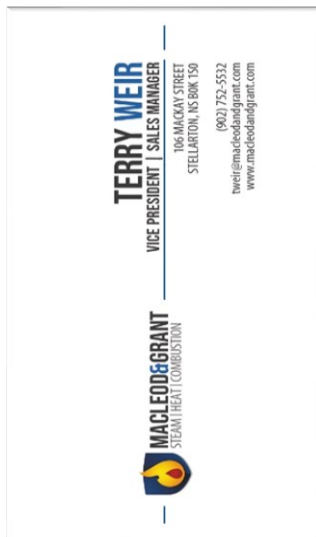 TERRY WEIR
VICE PRESIDENT | SALES MANAGER
106 MACKAY STREET
STELLARTON, NS B0K 1S0
(902) 752-5532
tweir@macleodandgrant.com
www.macleodandgrant.com
MACLEOD&GRANT
STEAM | HEAT | COMBUSTION